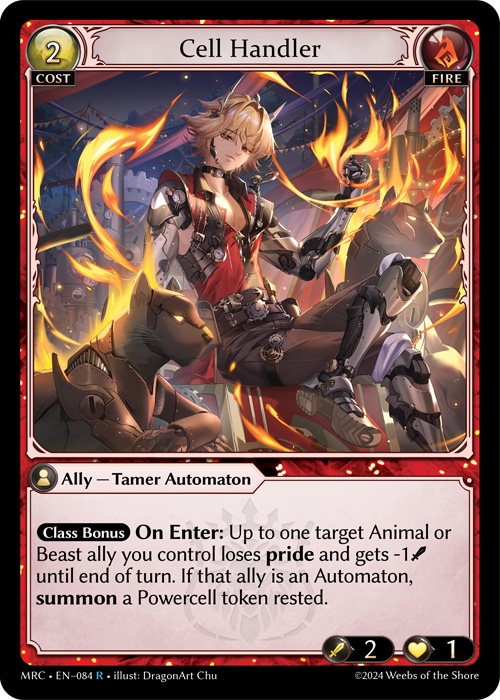 2
COST
Cell Handler
FIRE
Ally — Tamer Automaton
Class Bonus On Enter: Up to one target Animal or
Beast ally you control loses pride and gets -1
until end of turn. If that ally is an Automaton,
summon a Powercell token rested.
2
1
MRC • EN–084 R • illust: DragonArt Chu
©2024 Weebs of the Shore